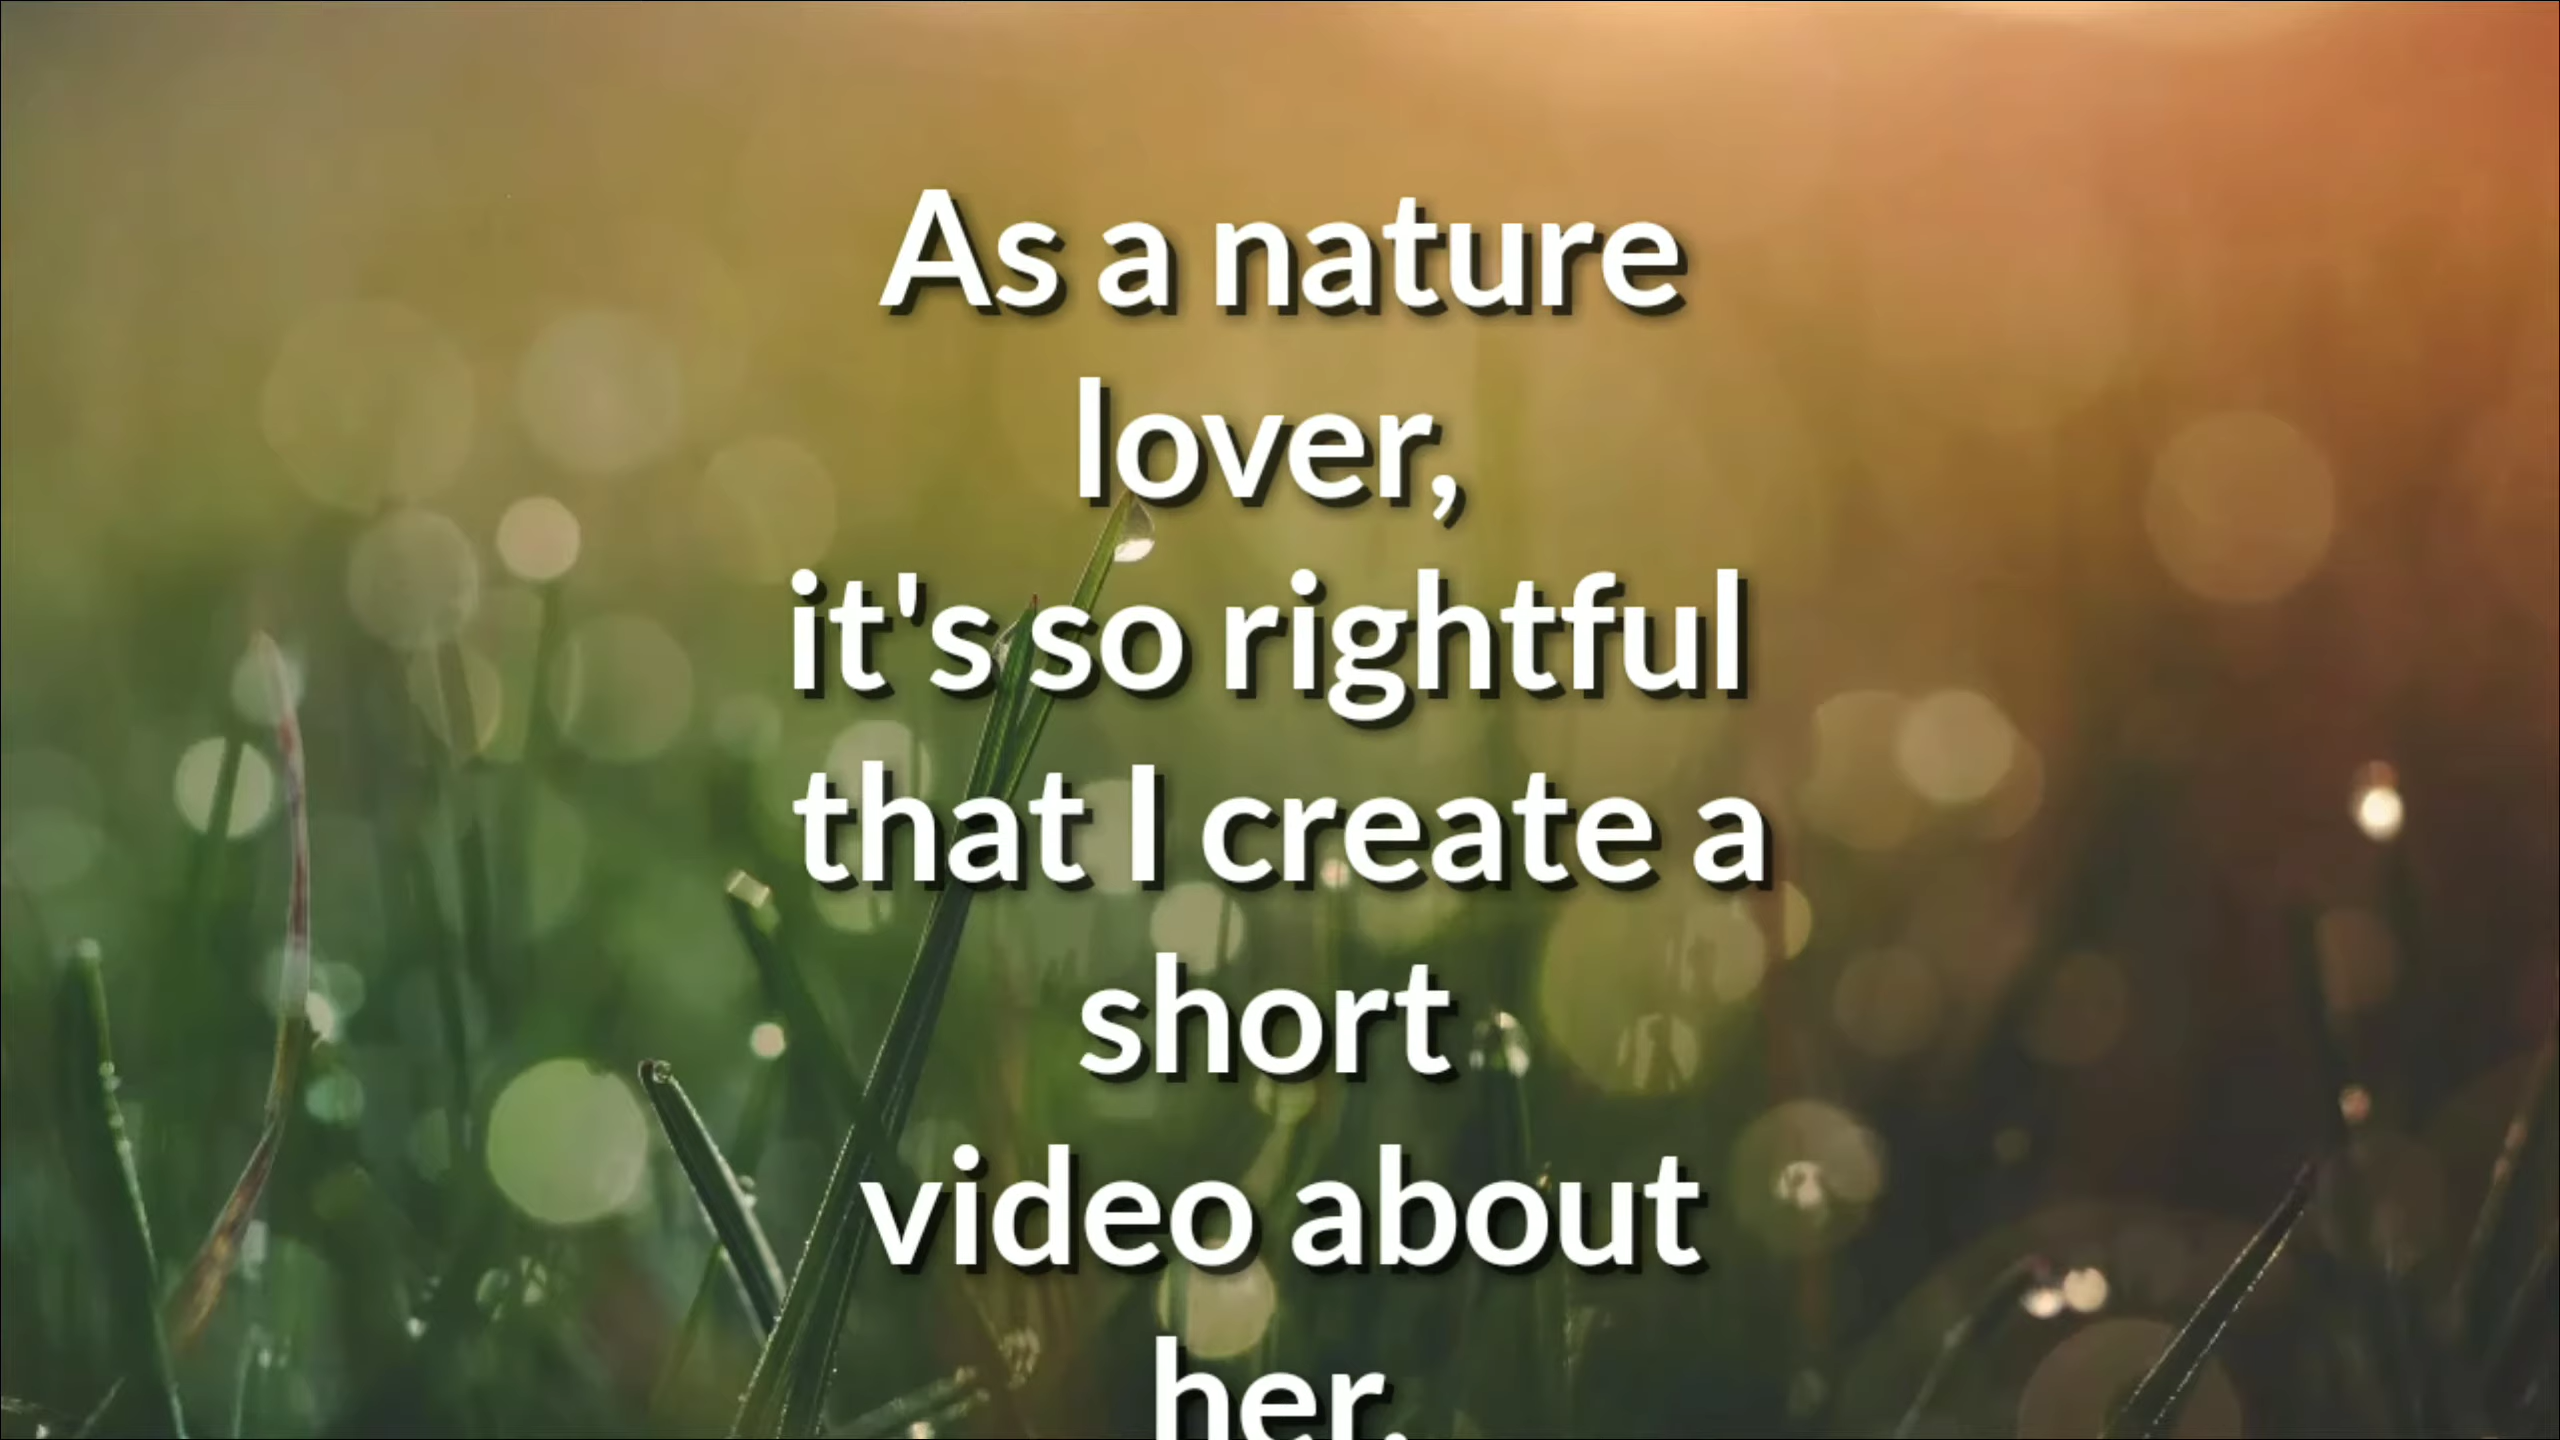 As a nature
lover,
it's so rightful
that I create a
short
video about
her.